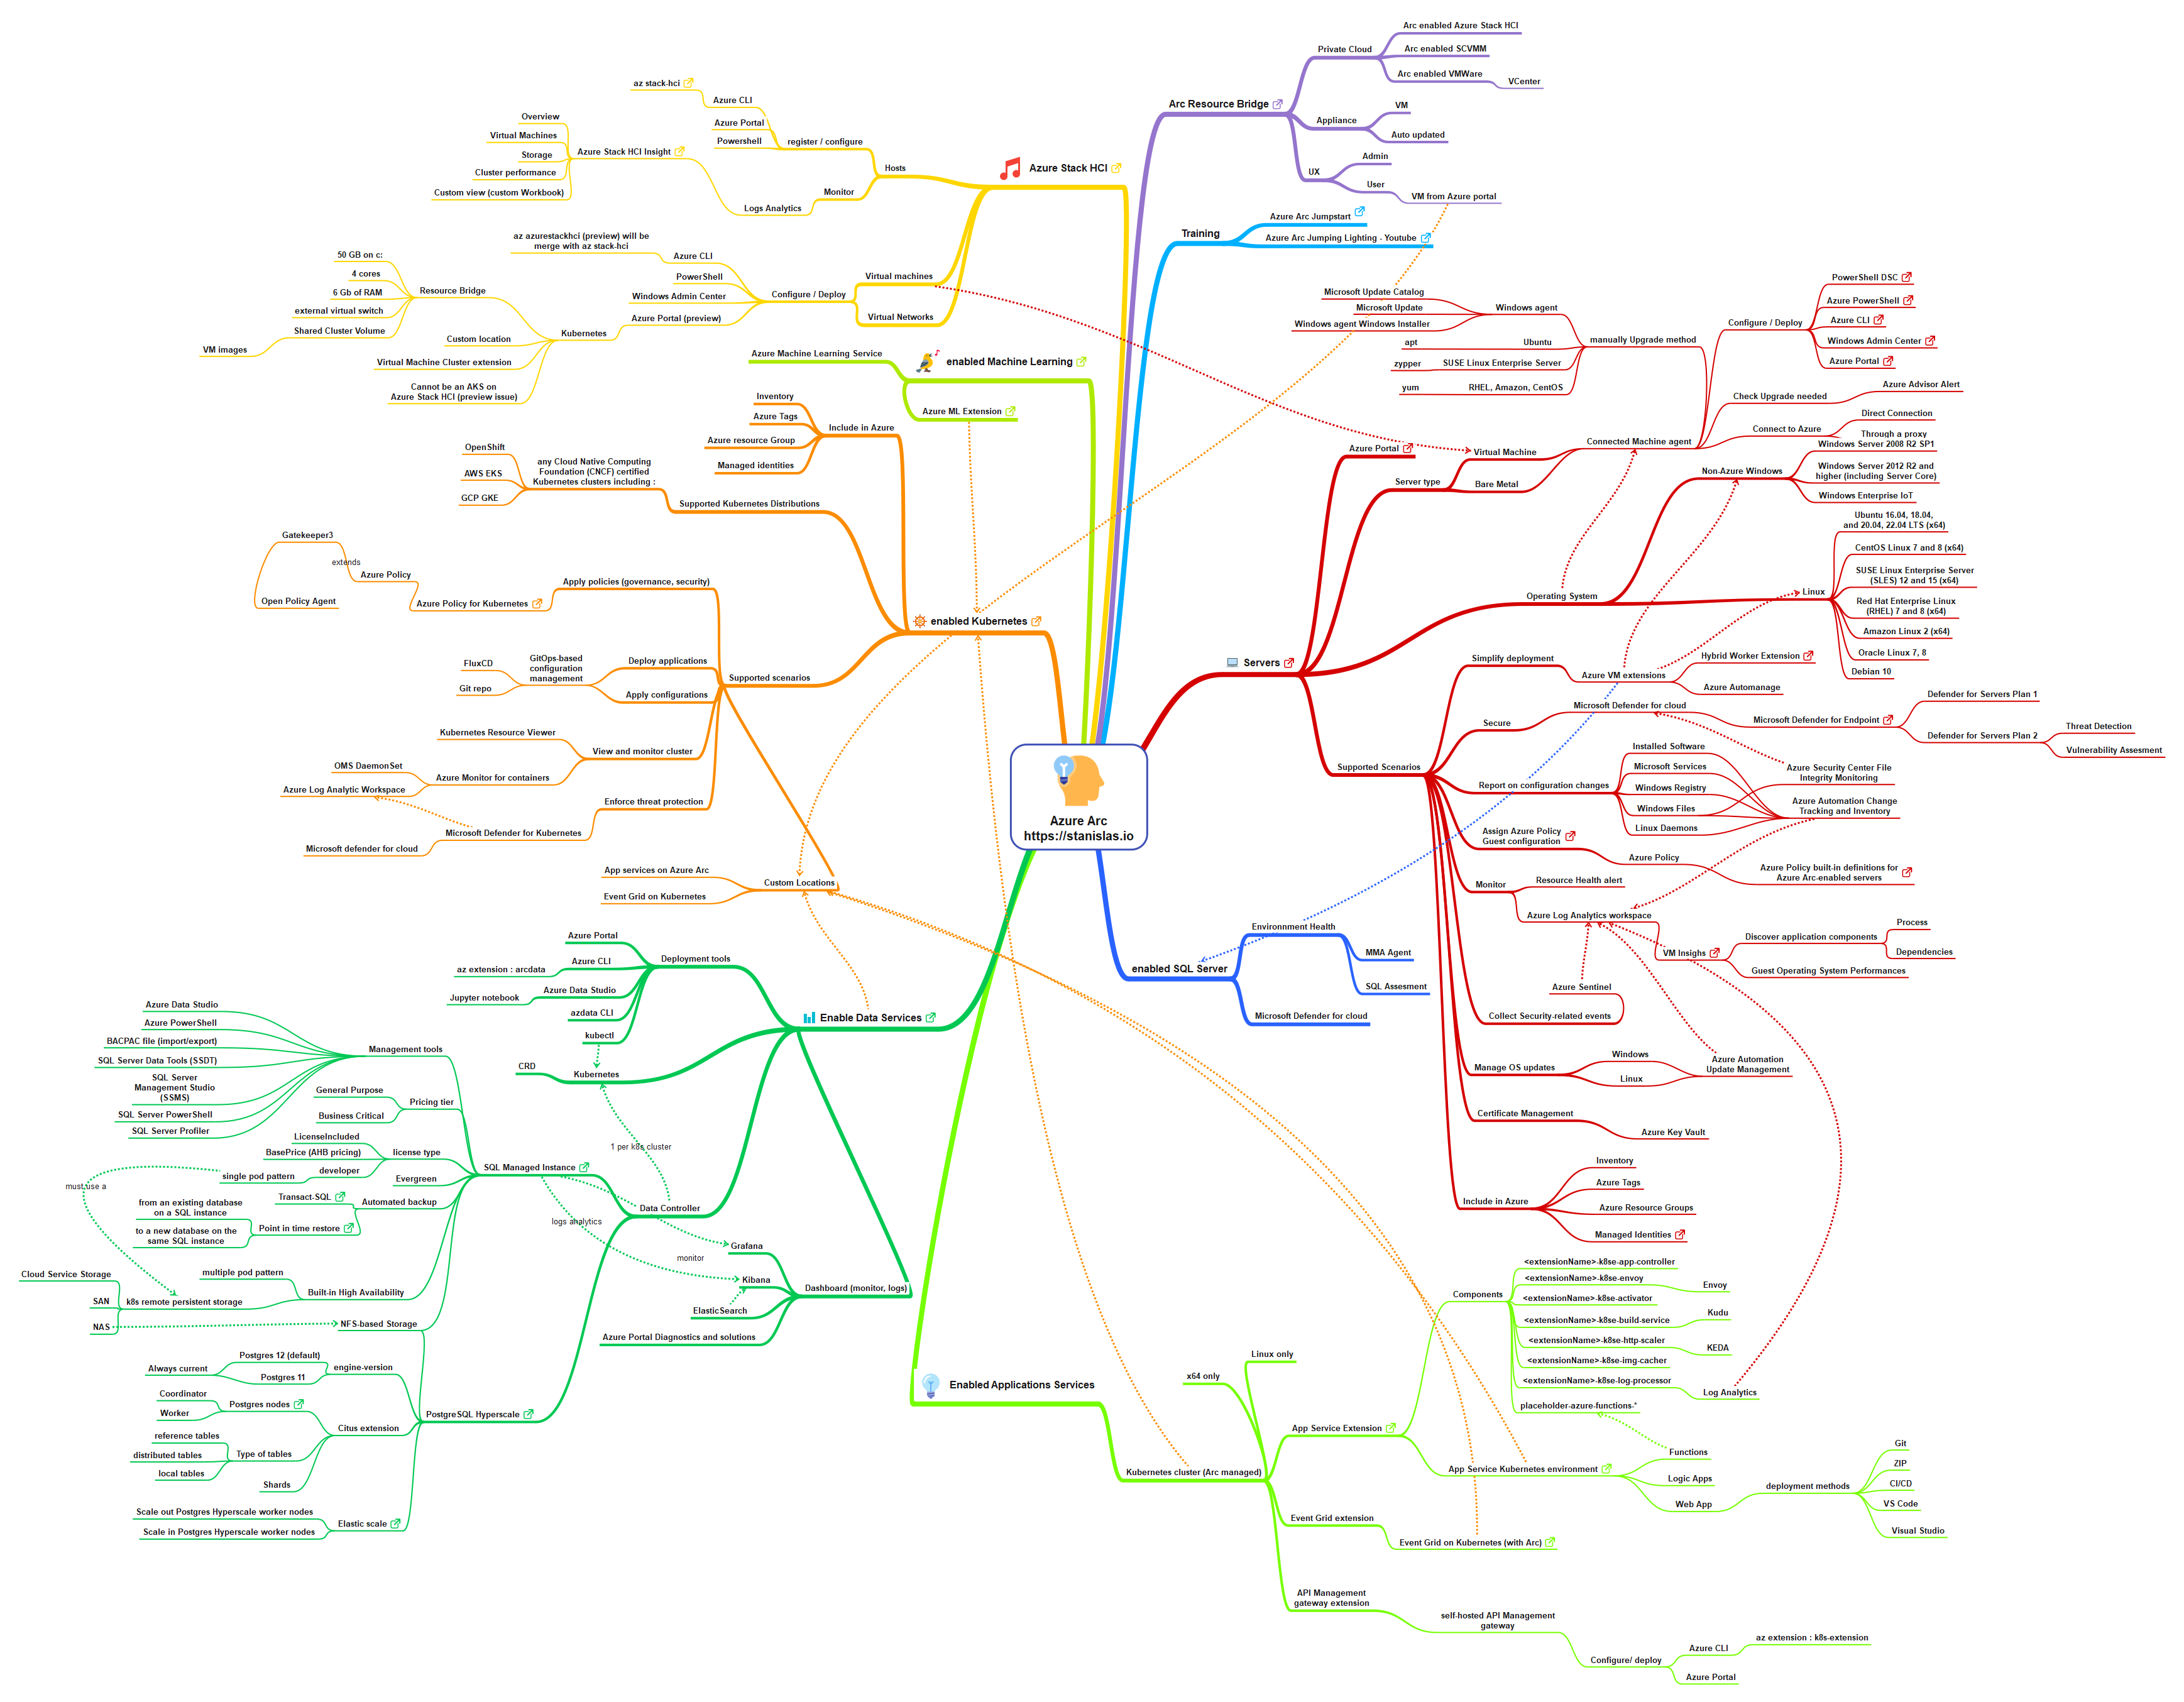 Azure Arc
https://stanislas.io
Arc Resource Bridge
Private Cloud
Arc enabled Azure Stack HCI
Arc enabled SCVMM
Arc enabled VMWare
VCenter
Appliance
VM
Auto updated
UX
Admin
User
VM from Azure portal
Training
Azure Arc Jumpstart
Azure Arc Jumping Lighting - Youtube
Servers
Azure Portal
Server type
Virtual Machine
Bare Metal
Connected Machine agent
manually Upgrade method
Windows agent
Microsoft Update Catalog
Microsoft Update
Windows agent Windows Installer
Ubuntu
apt
SUSE Linux Enterprise Server
zypper
RHEL, Amazon, CentOS
yum
Configure / Deploy
PowerShell DSC
Azure PowerShell
Azure CLI
Windows Admin Center
Azure Portal
Check Upgrade needed
Azure Advisor Alert
Connect to Azure
Direct Connection
Through a proxy
Operating System
Non-Azure Windows
Windows Server 2008 R2 SP1
Windows Server 2012 R2 and
higher (including Server Core)
Windows Enterprise IoT
Linux
Ubuntu 16.04, 18.04,
and 20.04, 22.04 LTS (x64)
CentOS Linux 7 and 8 (x64)
SUSE Linux Enterprise Server
(SLES) 12 and 15 (x64)
Red Hat Enterprise Linux
(RHEL) 7 and 8 (x64)
Amazon Linux 2 (x64)
Oracle Linux 7, 8
Debian 10
Supported Scenarios
Simplify deployment
Azure VM extensions
Hybrid Worker Extension
Azure Automanage
Secure
Microsoft Defender for cloud
Microsoft Defender for Endpoint
Defender for Servers Plan 1
Defender for Servers Plan 2
Threat Detection
Vulnerability Assesment
Report on configuration changes
Installed Software
Microsoft Services
Windows Registry
Windows Files
Linux Daemons
Azure Security Center File
Integrity Monitoring
Azure Automation Change
Tracking and Inventory
Assign Azure Policy
Guest configuration
Azure Policy
Azure Policy built-in definitions for
Azure Arc-enabled servers
Monitor
Resource Health alert
Azure Log Analytics workspace
VM Insighs
Discover application components
Process
Dependencies
Guest Operating System Performances
Collect Security-related events
Azure Sentinel
Manage OS updates
Windows
Linux
Azure Automation
Update Management
Certificate Management
Azure Key Vault
Include in Azure
Inventory
Azure Tags
Azure Resource Groups
Managed Identities
enabled SQL Server
Environnment Health
MMA Agent
SQL Assesment
Microsoft Defender for cloud
Enabled Applications Services
Kubernetes cluster (Arc managed)
Linux only
x64 only
App Service Extension
Components
<extensionName>-k8se-app-controller
<extensionName>-k8se-envoy
Envoy
<extensionName>-k8se-activator
<extensionName>-k8se-build-service
Kudu
<extensionName>-k8se-http-scaler
KEDA
<extensionName>-k8se-img-cacher
<extensionName>-k8se-log-processor
Log Analytics
placeholder-azure-functions-*
App Service Kubernetes environment
Functions
Logic Apps
Web App
deployment methods
Git
ZIP
CI/CD
VS Code
Visual Studio
Event Grid extension
Event Grid on Kubernetes (with Arc)
API Management
gateway extension
self-hosted API Management
gateway
Configure/ deploy
Azure CLI
az extension : k8s-extension
Azure Portal
Azure Stack HCI
Hosts
register / configure
Azure CLI
az stack-hci
Azure Portal
Powershell
Monitor
Logs Analytics
Azure Stack HCI Insight
Overview
Virtual Machines
Storage
Cluster performance
Custom view (custom Workbook)
Virtual machines
Virtual Networks
Configure / Deploy
Azure CLI
az azurestackhci (preview) will be
merge with az stack-hci
PowerShell
Windows Admin Center
Azure Portal (preview)
Kubernetes
Resource Bridge
50 GB on c:
4 cores
6 Gb of RAM
external virtual switch
Shared Cluster Volume
VM images
Custom location
Virtual Machine Cluster extension
Cannot be an AKS on
Azure Stack HCI (preview issue)
enabled Machine Learning
Azure Machine Learning Service
Azure ML Extension
enabled Kubernetes
Include in Azure
Inventory
Azure Tags
Azure resource Group
Managed identities
Supported Kubernetes Distributions
any Cloud Native Computing
Foundation (CNCF) certified
Kubernetes clusters including :
OpenShift
AWS EKS
GCP GKE
Supported scenarios
Apply policies (governance, security)
Azure Policy for Kubernetes
Azure Policy
extends
Gatekeeper3
Open Policy Agent
Deploy applications
Apply configurations
GitOps-based
configuration
management
FluxCD
Git repo
View and monitor cluster
Kubernetes Resource Viewer
Azure Monitor for containers
OMS DaemonSet
Azure Log Analytic Workspace
Enforce threat protection
Microsoft Defender for Kubernetes
Microsoft defender for cloud
Custom Locations
App services on Azure Arc
Event Grid on Kubernetes
Enable Data Services
Deployment tools
Azure Portal
Azure CLI
az extension : arcdata
Azure Data Studio
Jupyter notebook
azdata CLI
kubectl
Kubernetes
CRD
1 per k8s cluster
Data Controller
SQL Managed Instance
Management tools
Azure Data Studio
Azure PowerShell
BACPAC file (import/export)
SQL Server Data Tools (SSDT)
SQL Server
Management Studio
(SSMS)
SQL Server PowerShell
SQL Server Profiler
Pricing tier
General Purpose
Business Critical
license type
LicenseIncluded
BasePrice (AHB pricing)
developer
single pod pattern
must use a
Evergreen
Automated backup
Transact-SQL
Point in time restore
from an existing database
on a SQL instance
to a new database on the
same SQL instance
Built-in High Availability
multiple pod pattern
k8s remote persistent storage
Cloud Service Storage
SAN
NAS
NFS-based Storage
PostgreSQL Hyperscale
engine-version
Postgres 12 (default)
Postgres 11
Always current
Citus extension
Postgres nodes
Coordinator
Worker
Type of tables
reference tables
distributed tables
local tables
Shards
Elastic scale
Scale out Postgres Hyperscale worker nodes
Scale in Postgres Hyperscale worker nodes
logs analytics
monitor
Dashboard (monitor, logs)
Grafana
Kibana
ElasticSearch
Azure Portal Diagnostics and solutions